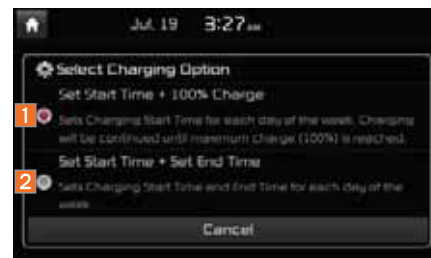 Jul. 19 3:27 AM
Select Charging Option
Set Start Time + 100% Charge
1
Sets Charging Start Time for each day of the week. Charging
will be continued until maximum charge (100%) is reached.
Set Start Time + Set End Time
2
Sets Charging Start Time and End Time for each day of the
week
Cancel